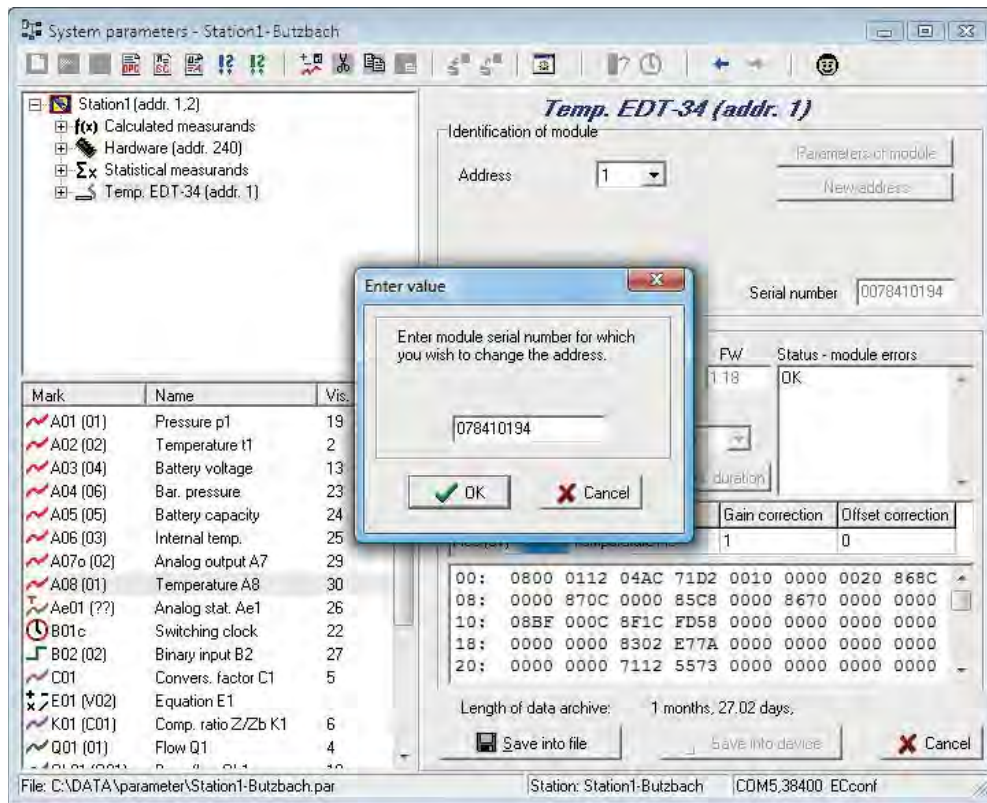 System parameters - Station1-Butzbach
Station1 (addr. 1,2)
f(x) Calculated measurands
Hardware (addr. 240)
Σx Statistical measurands
Temp. EDT-34 (addr. 1)
Temp. EDT-34 (addr. 1)
Identification of module
Address 1
Parameters of module
New address
Serial number 0078410194
Enter value
Enter module serial number for which
you wish to change the address.
078410194
OK
Cancel
FW Status - module errors
1.18 OK
duration
Gain correction Offset correction
1 0
Mark Name Vis.
A01 (01) Pressure p1 19
A02 (02) Temperature t1 2
A03 (04) Battery voltage 13
A04 (06) Bar. pressure 23
A05 (05) Battery capacity 24
A06 (03) Internal temp. 25
A07o (02) Analog output A7 29
A08 (01) Temperature A8 30
Ae01 (??) Analog stat. Ae1 26
B01c Switching clock 22
B02 (02) Binary input B2 27
C01 Convers. factor C1 5
E01 (V02) Equation E1
K01 (C01) Comp. ratio Z/Zb K1 6
Q01 (01) Flow Q1 4
00: 0800 0112 04AC 71D2 0010 0000 0020 868C
08: 0000 870C 0000 85C8 0000 8670 0000 0000
10: 08BF 000C 8F1C FD58 0000 0000 0000 0000
18: 0000 0000 8302 E77A 0000 0000 0000 0000
20: 0000 0000 7112 5573 0000 0000 0000 0000
Length of data archive: 1 months, 27.02 days,
Save into file
Save into device
Cancel
File: C:\DATA\parameter\Station1-Butzbach.par
Station: Station1-Butzbach
COM5,38400 ECconf